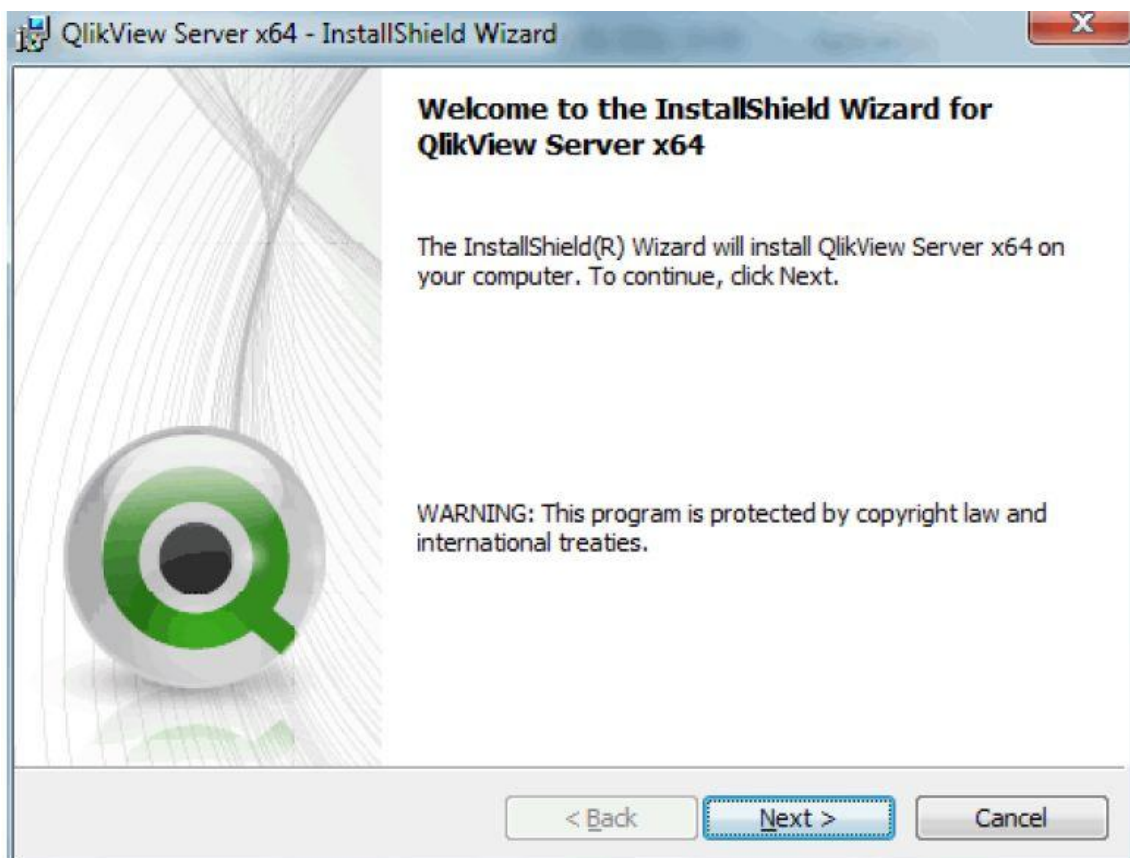 QlikView Server x64 - InstallShield Wizard
x
Welcome to the InstallShield Wizard for
QlikView Server x64
The InstallShield(R) Wizard will install QlikView Server x64 on
your computer. To continue, click Next.
WARNING: This program is protected by copyright law and
international treaties.
< Back Next > Cancel